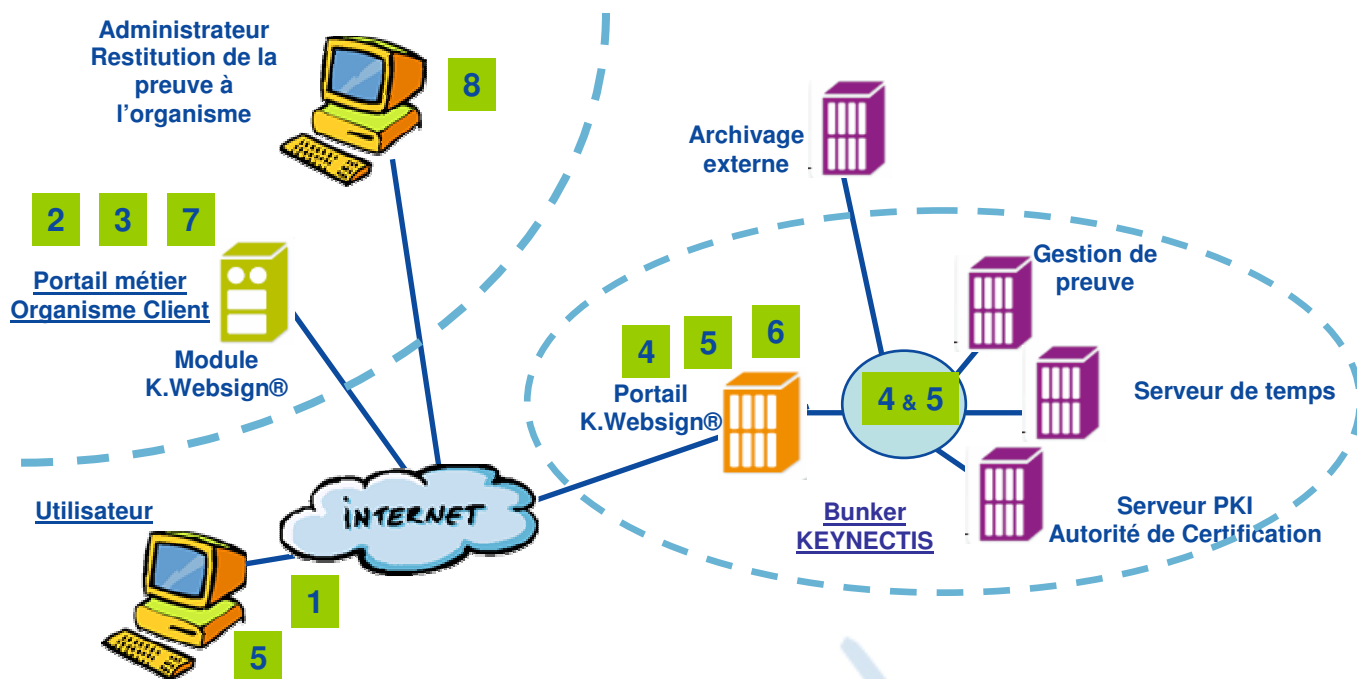 Administrateur
Restitution de la
preuve à
l'organisme
8
Archivage
externe
2 3 7
Portail métier
Organisme Client
Module
K.Websign®
Gestion de
preuve
4 5 6
Portail
K.Websign®
4 & 5
Serveur de temps
INTERNET
Utilisateur
Bunker
KEYNECTIS
Serveur PKI
Autorité de Certification
1
5